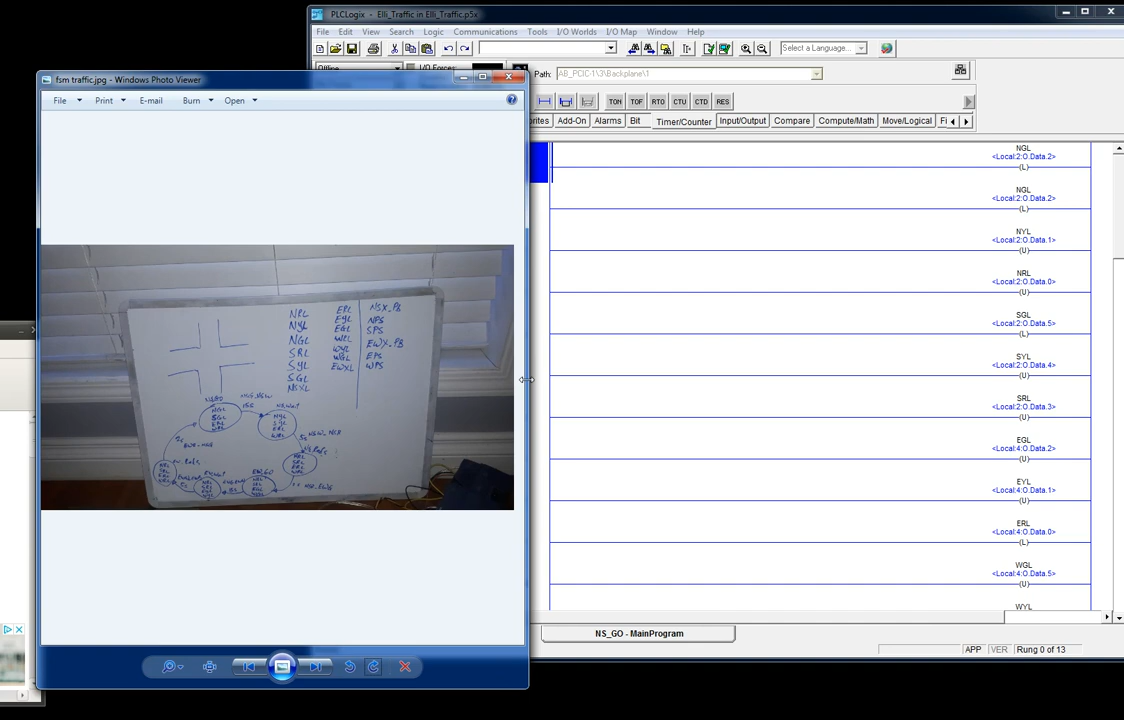 PLCLogix - Elli_Traffic in Elli_Traffic.p5x
File Edit View Search Logic Communications Tools I/O Worlds I/O Map Window Help
Select a Language...
Path: AB_PCIC-1\3\Backplane\1
TON TOF RTO CTU CTD RES
Add-On Alarms Bit Timer/Counter Input/Output Compare Compute/Math Move/Logical
NGL
<Local:2:O.Data.2>
(L)
NGL
<Local:2:O.Data.2>
(L)
NYL
<Local:2:O.Data.1>
(U)
NRL
<Local:2:O.Data.0>
(U)
SGL
<Local:2:O.Data.5>
(L)
SYL
<Local:2:O.Data.4>
(U)
SRL
<Local:2:O.Data.3>
(U)
EGL
<Local:4:O.Data.2>
(U)
EYL
<Local:4:O.Data.1>
(U)
ERL
<Local:4:O.Data.0>
(L)
WGL
<Local:4:O.Data.5>
(U)
WYL
NS_GO - MainProgram
APP VER Rung 0 of 13
fsm traffic.jpg - Windows Photo Viewer
File Print E-mail Burn Open
NRL ERL NSX_PB
NYL EYL NPS
NGL EGL SPS
SRL WRL EWX_PB
SYL WYL EPS
SGL WGL WPS
NSXL EWXL